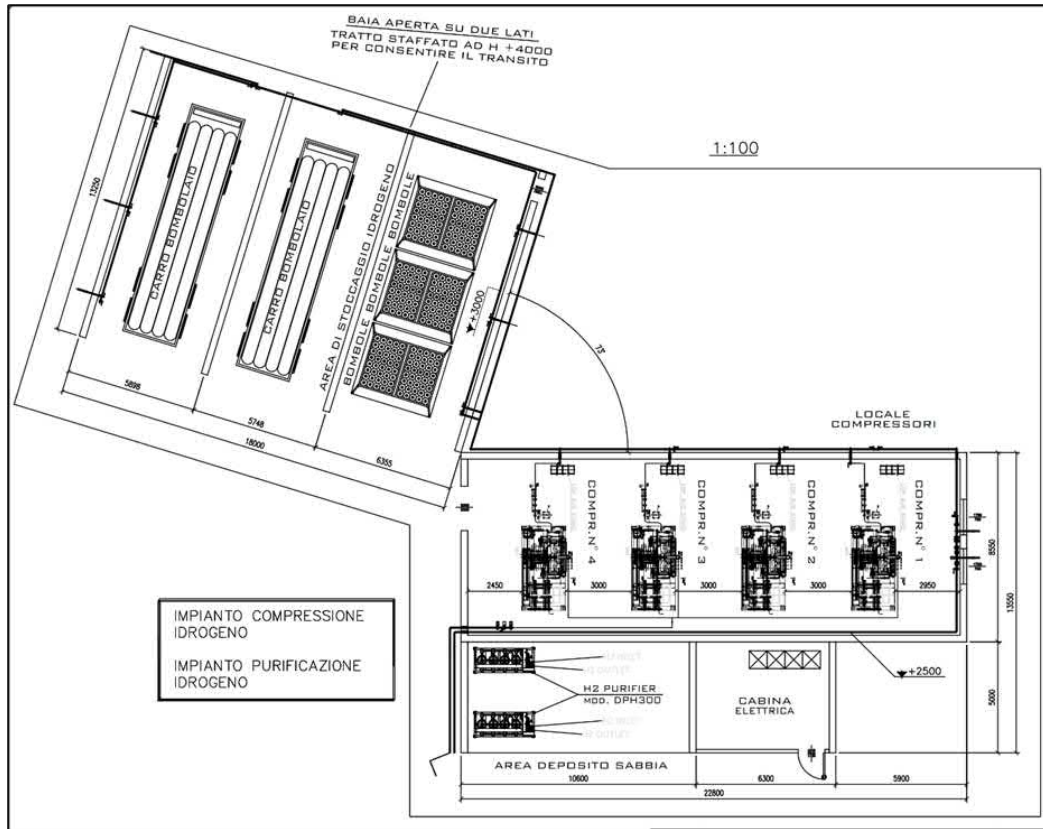 BAIA APERTA SU DUE LATI
TRATTO STAFFATO AD H +4000
PER CONSENTIRE IL TRANSITO
1:100
13250
CARRO BOMBOLAIO
CARRO BOMBOLAIO
AREA DI STOCCAGGIO IDROGENO
BOMBOLE BOMBOLE BOMBOLE
+3000
73°
5898
5748
18000
6355
LOCALE
COMPRESSORI
COMPR.N° 4
COMPR.N° 3
COMPR.N° 2
COMPR.N° 1
2450
3000
3000
3000
2950
8550
13550
5000
IMPIANTO COMPRESSIONE
IDROGENO
IMPIANTO PURIFICAZIONE
IDROGENO
H2 PURIFIER
MOD. DPH300
CABINA
ELETTRICA
+2500
AREA DEPOSITO SABBIA
10600
6300
5900
22800